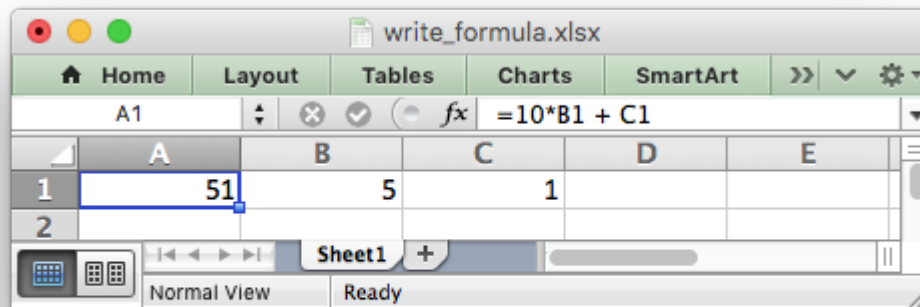 write_formula.xlsx
Home Layout Tables Charts SmartArt
A1 fx =10*B1 + C1
A B C D E
1 51 5 1
2
Sheet1 +
Normal View Ready